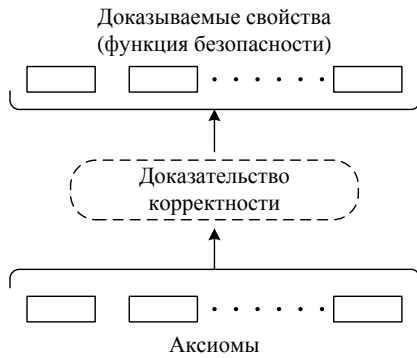 Доказываемые свойства
(функция безопасности)
Доказательство
корректности
Аксиомы